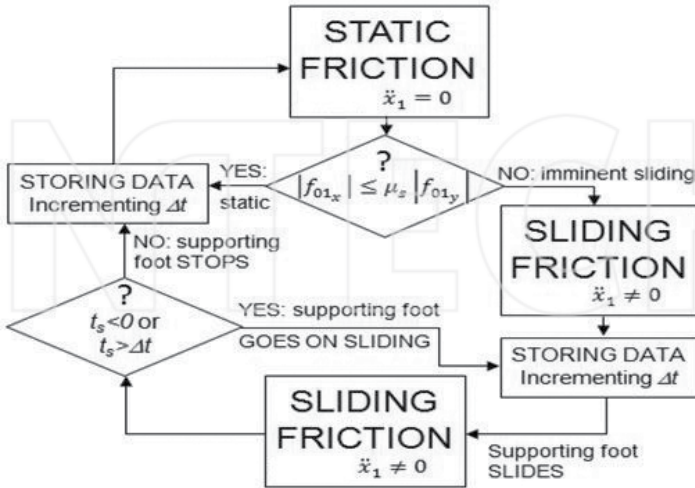 STATIC
FRICTION
ẍ₁ = 0
?
|f₀₁ₓ| ≤ μₛ |f₀₁ᵧ|
YES:
static
NO: imminent sliding
STORING DATA
Incrementing Δt
SLIDING
FRICTION
ẍ₁ ≠ 0
NO: supporting
foot STOPS
?
tₛ<0 or
tₛ>Δt
YES: supporting foot
GOES ON SLIDING
STORING DATA
Incrementing Δt
SLIDING
FRICTION
ẍ₁ ≠ 0
Supporting foot
SLIDES